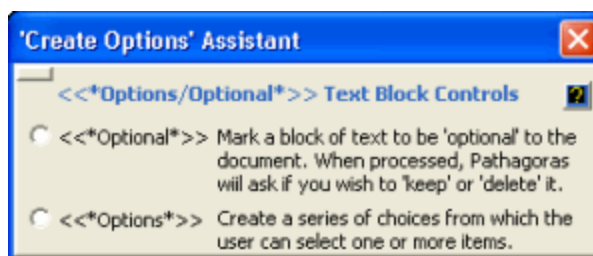 'Create Options' Assistant
<<*Options/Optional*>> Text Block Controls
<<*Optional*>> Mark a block of text to be 'optional' to the
document. When processed, Pathagoras
wiil ask if you wish to 'keep' or 'delete' it.
<<*Options*>> Create a series of choices from which the
user can select one or more items.